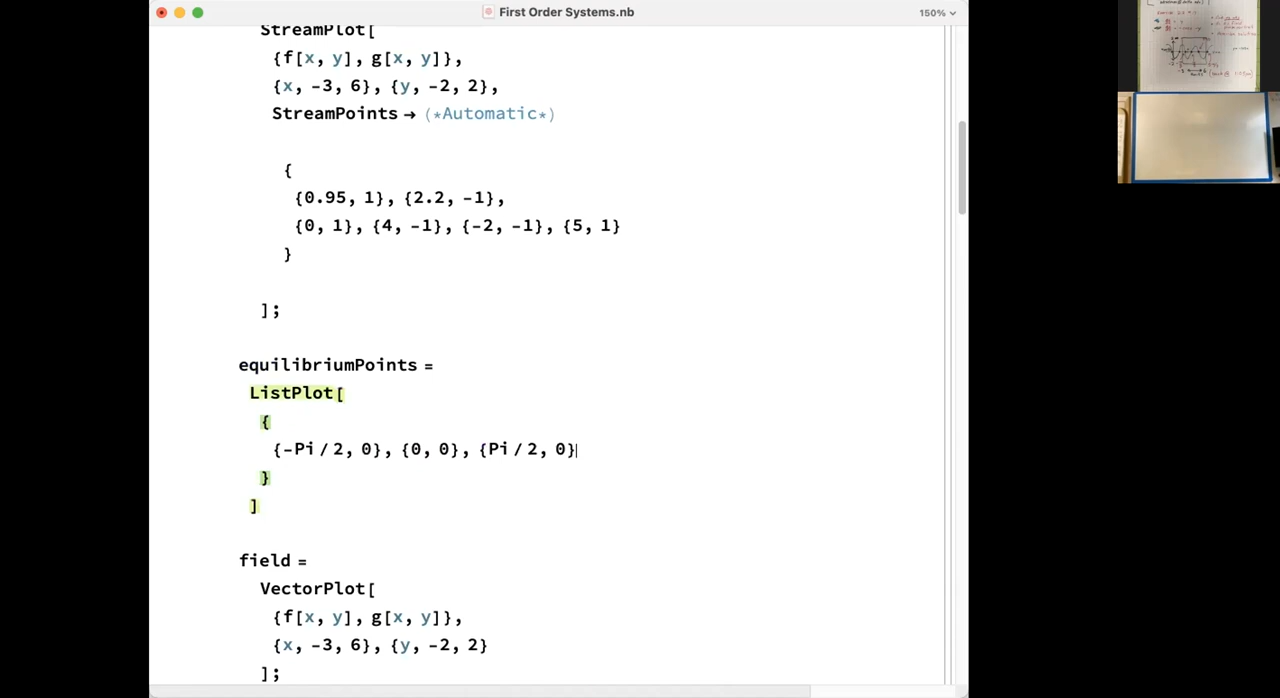 First Order Systems.nb
150%
StreamPlot[
{f[x, y], g[x, y]},
{x, -3, 6}, {y, -2, 2},
StreamPoints → (*Automatic*)
{
{0.95, 1}, {2.2, -1},
{0, 1}, {4, -1}, {-2, -1}, {5, 1}
}
];
equilibriumPoints =
ListPlot[
{
{-Pi / 2, 0}, {0, 0}, {Pi / 2, 0}
}
]
field =
VectorPlot[
{f[x, y], g[x, y]},
{x, -3, 6}, {y, -2, 2}
];